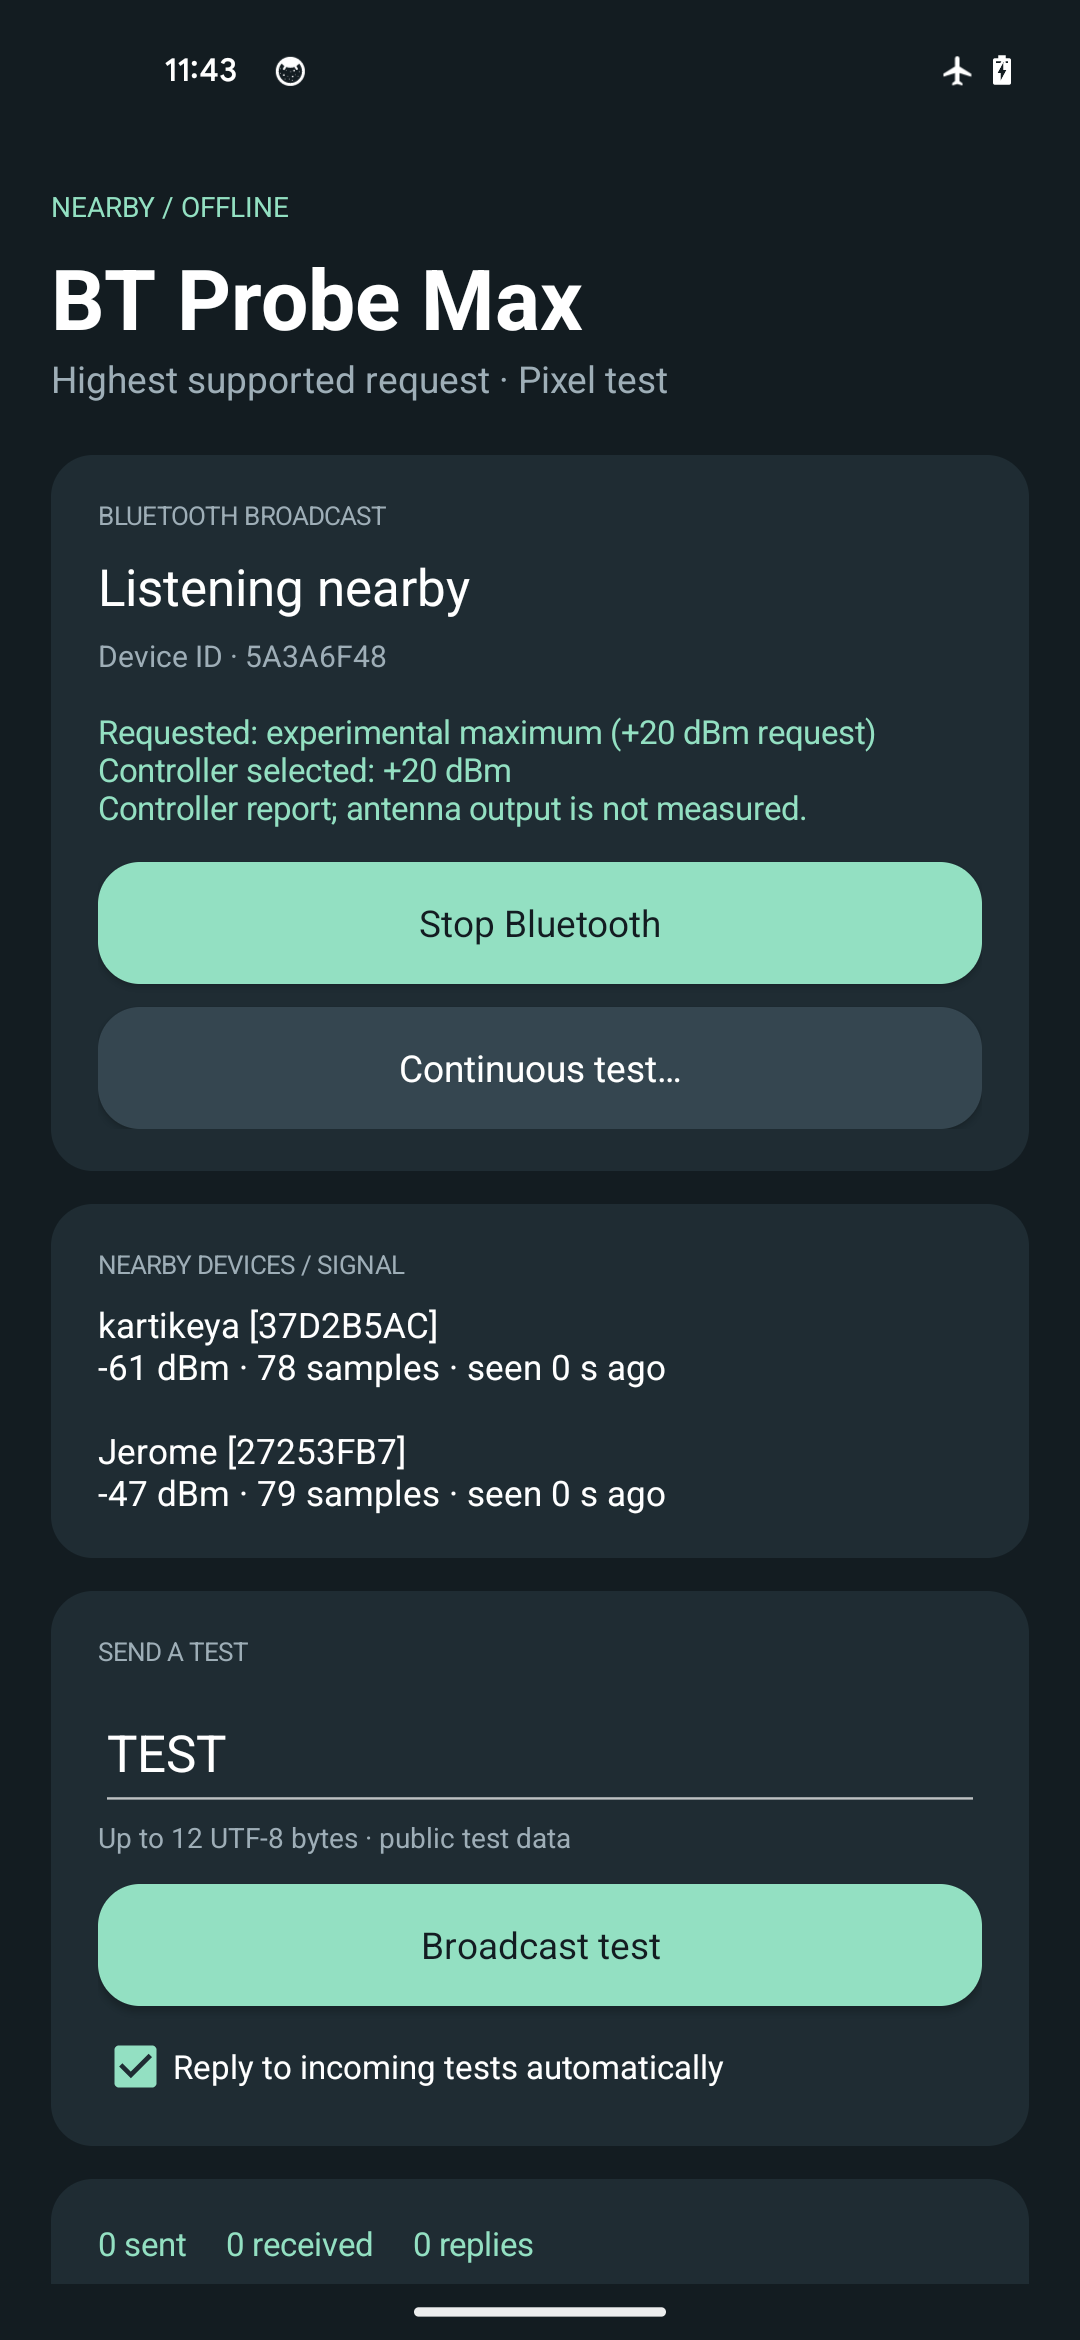 11:43
NEARBY / OFFLINE
BT Probe Max
Highest supported request · Pixel test
BLUETOOTH BROADCAST
Listening nearby
Device ID · 5A3A6F48
Requested: experimental maximum (+20 dBm request)
Controller selected: +20 dBm
Controller report; antenna output is not measured.
Stop Bluetooth
Continuous test…
NEARBY DEVICES / SIGNAL
kartikeya [37D2B5AC]
-61 dBm · 78 samples · seen 0 s ago
Jerome [27253FB7]
-47 dBm · 79 samples · seen 0 s ago
SEND A TEST
TEST
Up to 12 UTF-8 bytes · public test data
Broadcast test
Reply to incoming tests automatically
0 sent 0 received 0 replies